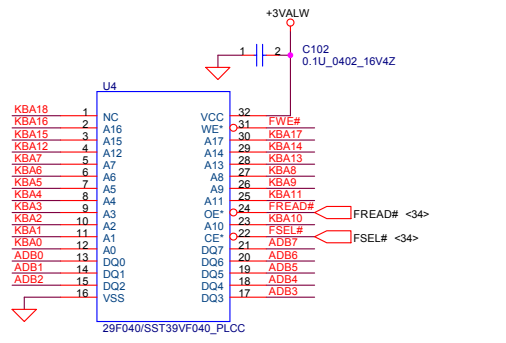 +3VALW
1 2 C102
0.1U_0402_16V4Z
U4
KBA18 1 NC VCC 32
KBA16 2 A16 WE* 31 FWE#
KBA15 3 A15 A17 30 KBA17
KBA12 4 A12 A14 29 KBA14
KBA7 5 A7 A13 28 KBA13
KBA6 6 A6 A8 27 KBA8
KBA5 7 A5 A9 26 KBA9
KBA4 8 A4 A11 25 KBA11
KBA3 9 A3 OE* 24 FREAD# FREAD# <34>
KBA2 10 A2 A10 23 KBA10
KBA1 11 A1 CE* 22 FSEL# FSEL# <34>
KBA0 12 A0 DQ7 21 ADB7
ADB0 13 DQ0 DQ6 20 ADB6
ADB1 14 DQ1 DQ5 19 ADB5
ADB2 15 DQ2 DQ4 18 ADB4
16 VSS DQ3 17 ADB3
29F040/SST39VF040_PLCC